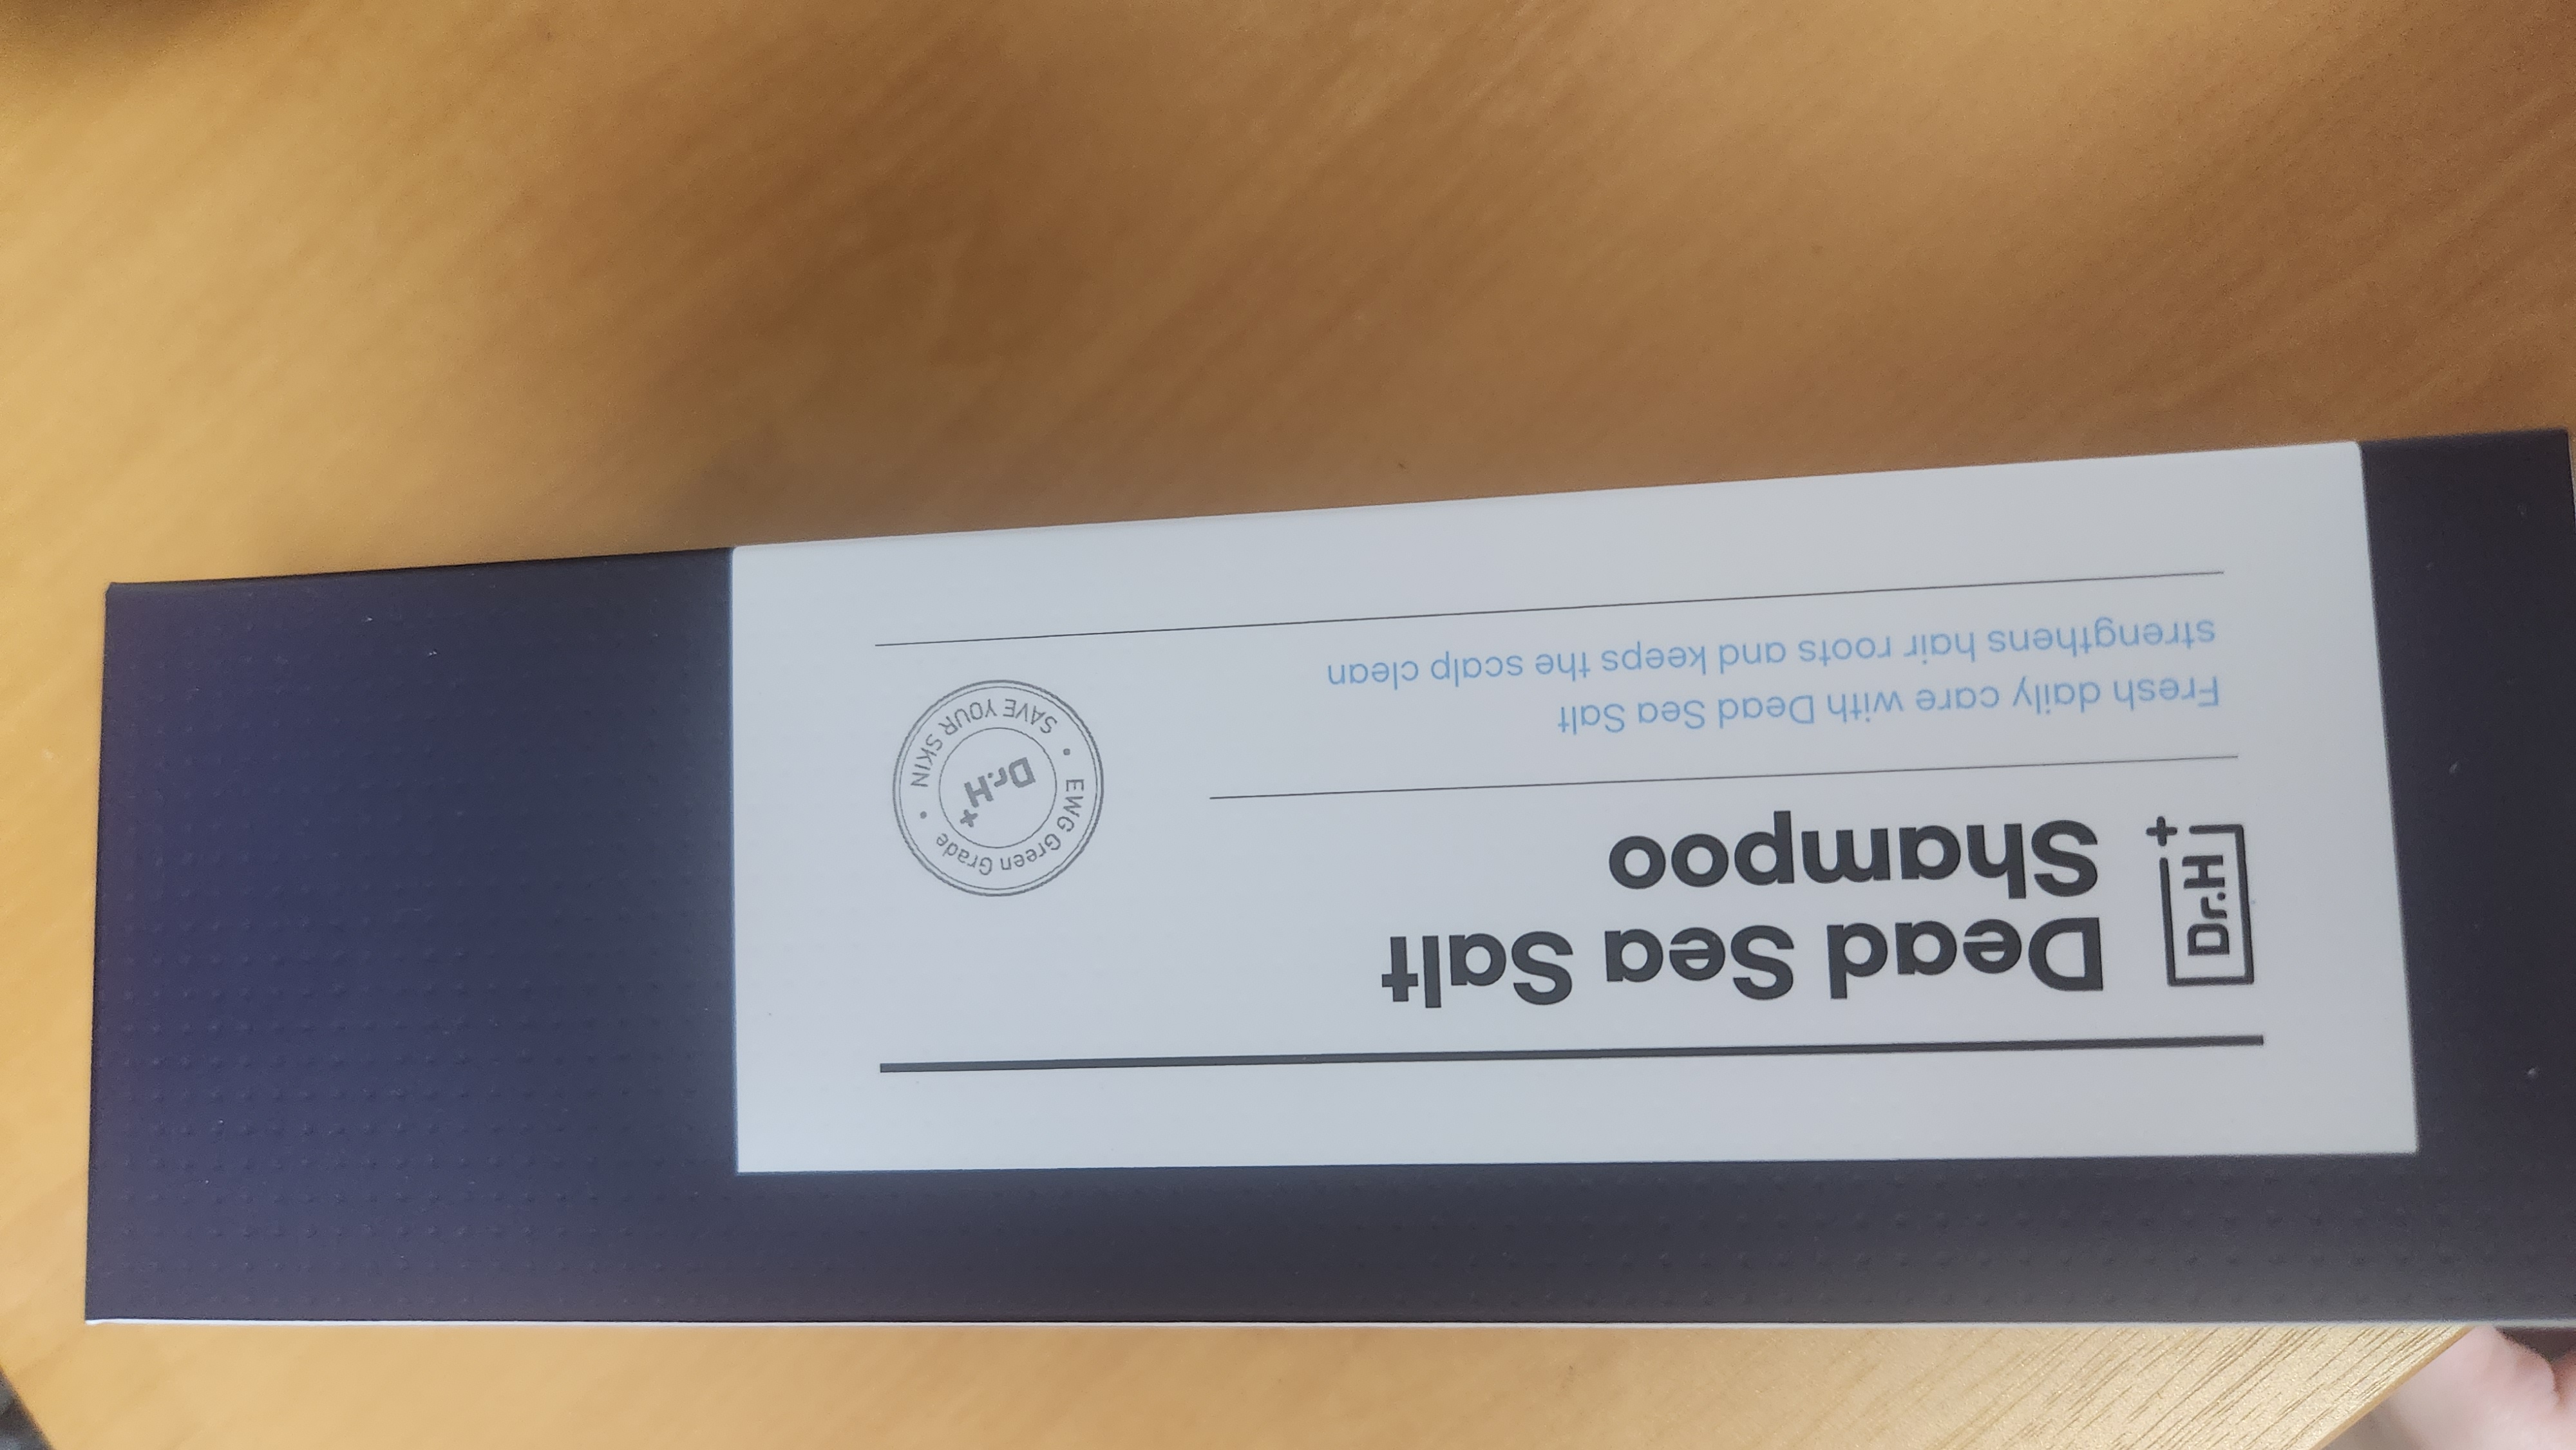 Dr.H+
Dead Sea Salt
Shampoo
Fresh daily care with Dead Sea Salt
strengthens hair roots and keeps the scalp clean
EWG Green Grade • SAVE YOUR SKIN •
Dr.H+